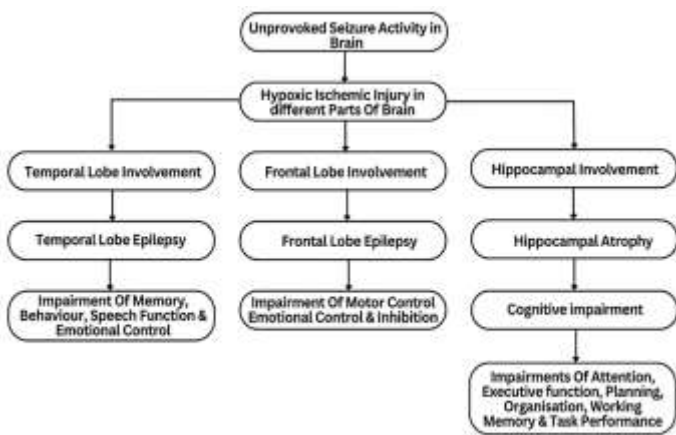 Unprovoked Seizure Activity in
Brain
Hypoxic Ischemic Injury in
different Parts Of Brain
Temporal Lobe Involvement
Frontal Lobe Involvement
Hippocampal Involvement
Temporal Lobe Epilepsy
Frontal Lobe Epilepsy
Hippocampal Atrophy
Impairment Of Memory,
Behaviour, Speech Function &
Emotional Control
Impairment Of Motor Control
Emotional Control & Inhibition
Cognitive impairment
Impairments Of Attention,
Executive function, Planning,
Organisation, Working
Memory & Task Performance